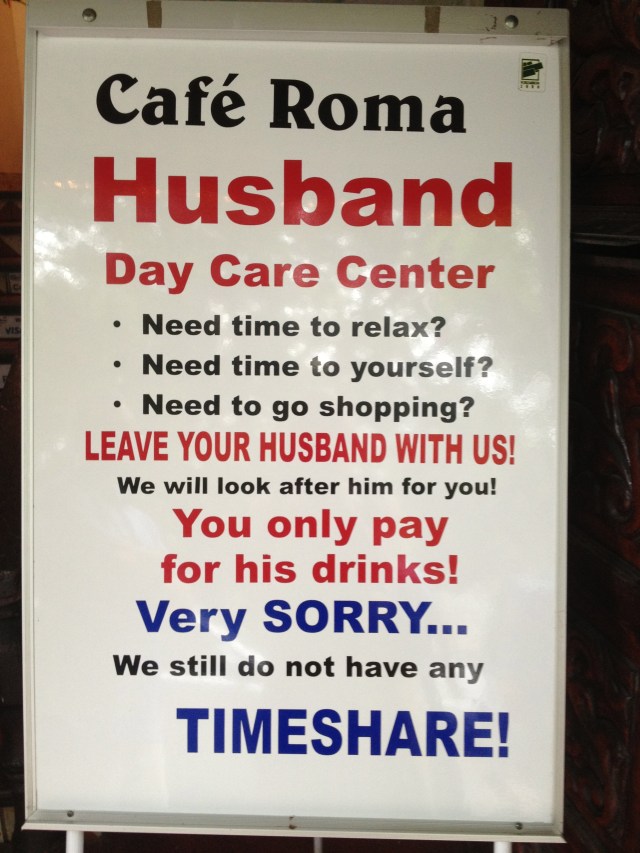 Café Roma
Husband
Day Care Center
• Need time to relax?
• Need time to yourself?
• Need to go shopping?
LEAVE YOUR HUSBAND WITH US!
We will look after him for you!
You only pay
for his drinks!
Very SORRY...
We still do not have any
TIMESHARE!